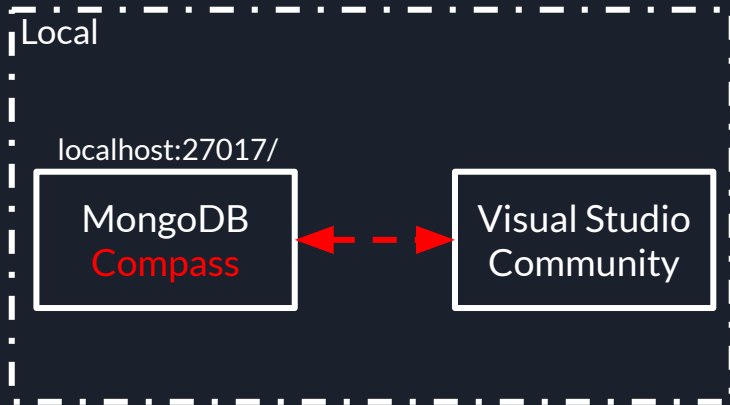 Local
localhost:27017/
MongoDB
Compass
Visual Studio
Community